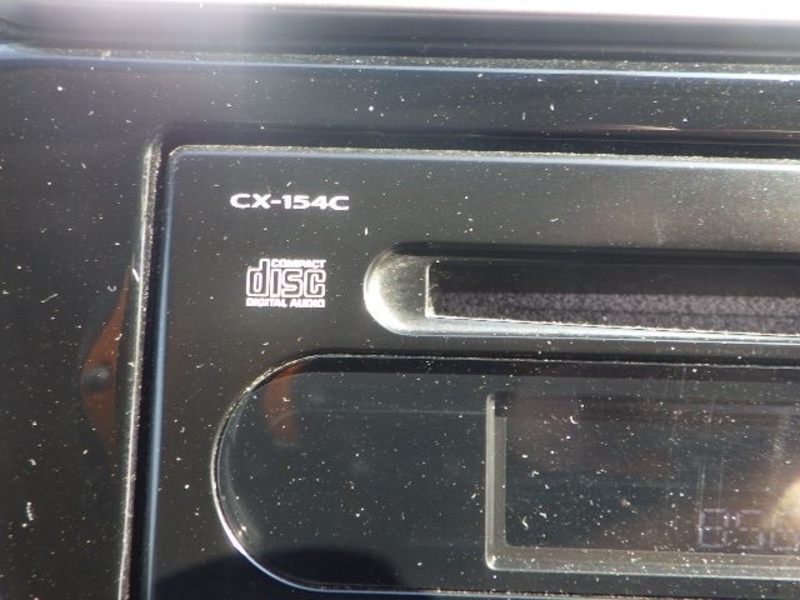 CX-154C
COMPACT
disc
DIGITAL AUDIO